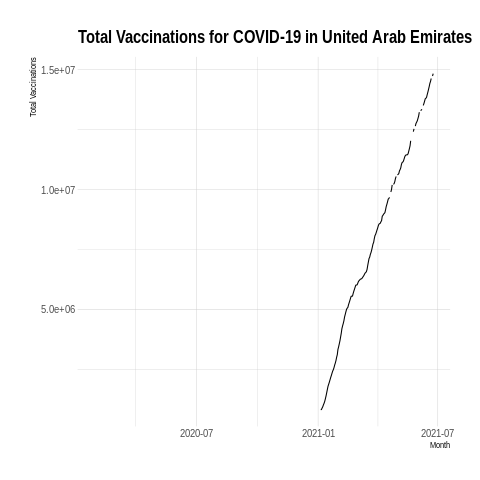 Total Vaccinations for COVID-19 in United Arab Emirates
Total Vaccinations
1.5e+07
1.0e+07
5.0e+06
2020-07 2021-01 2021-07
Month